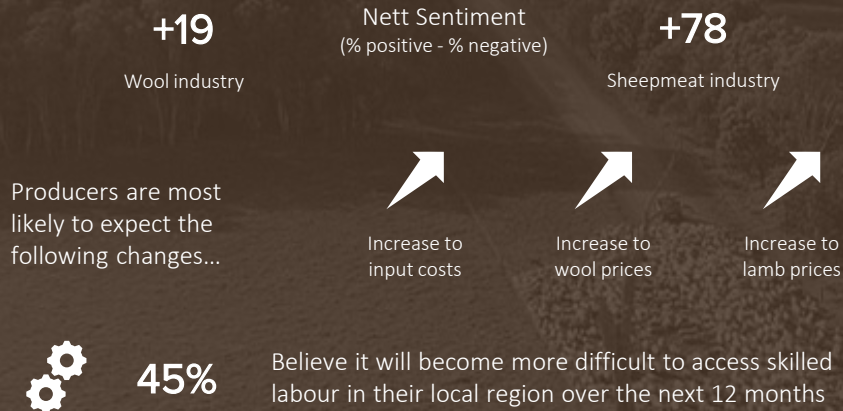 +19
Nett Sentiment
(% positive - % negative)
+78
Wool industry
Sheepmeat industry
Producers are most
likely to expect the
following changes...
Increase to
input costs
Increase to
wool prices
Increase to
lamb prices
45%
Believe it will become more difficult to access skilled
labour in their local region over the next 12 months